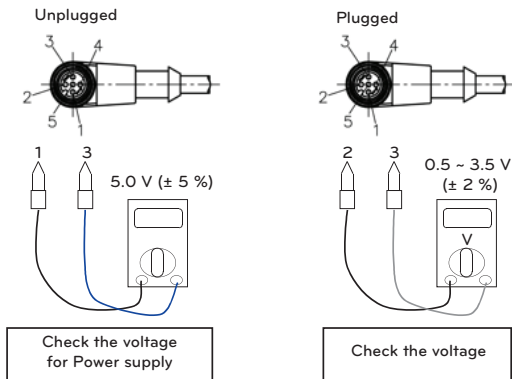 Unplugged
3
4
2
5
1
1 3
5.0 V (± 5 %)
Check the voltage
for Power supply
Plugged
3
4
2
5
1
2 3
0.5 ~ 3.5 V
(± 2 %)
V
Check the voltage